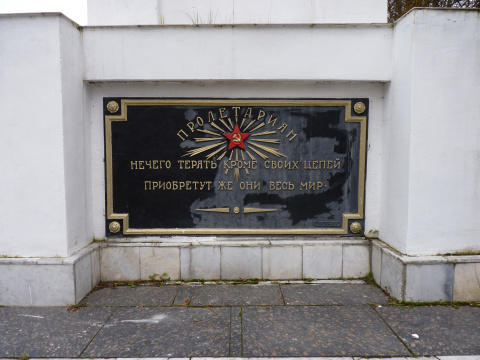 ПРОЛЕТАРИЯМ
НЕЧЕГО ТЕРЯТЬ КРОМЕ СВОИХ ЦЕПЕЙ
ПРИОБРЕТУТ ЖЕ ОНИ ВЕСЬ МИР.